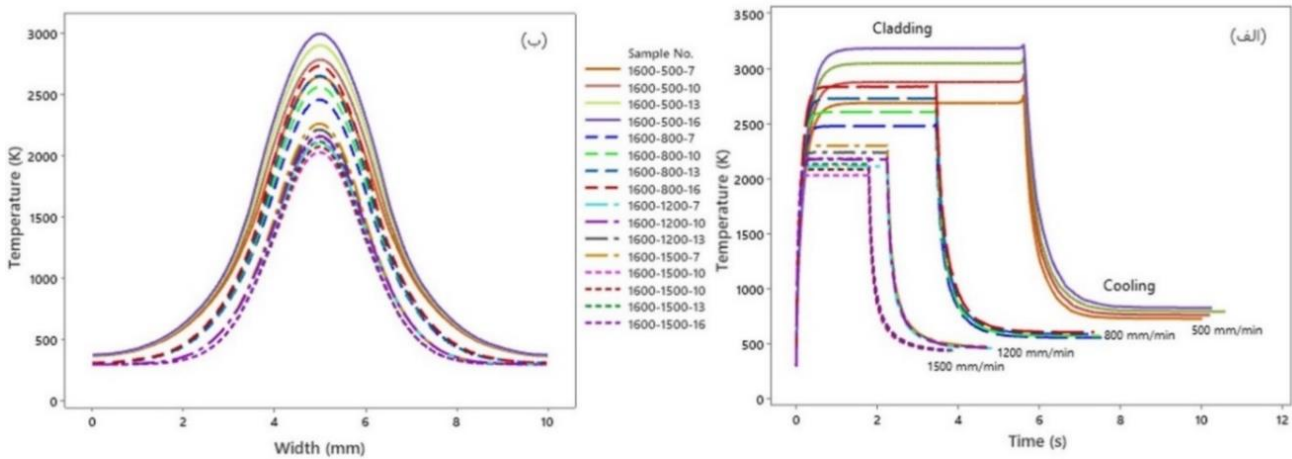 (ب)
3000
2500
2000
1500
1000
500
0
Temperature (K)
0 2 4 6 8 10
Width (mm)
Sample No.
1600-500-7
1600-500-10
1600-500-13
1600-500-16
1600-800-7
1600-800-10
1600-800-13
1600-800-16
1600-1200-7
1600-1200-10
1600-1200-13
1600-1500-7
1600-1500-10
1600-1500-10
1600-1500-13
1600-1500-16
(الف)
Cladding
3500
3000
2500
2000
1500
1000
500
0
Temperature (K)
Cooling
500 mm/min
800 mm/min
1200 mm/min
1500 mm/min
0 2 4 6 8 10 12
Time (s)